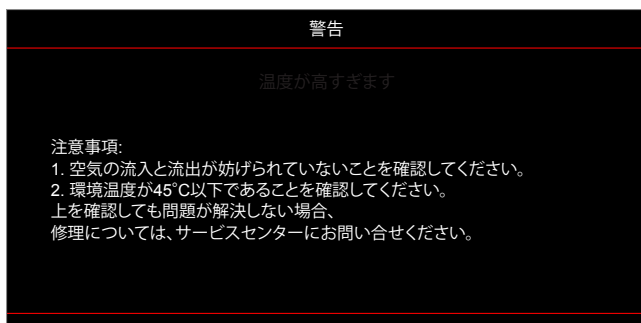 警告
温度が高すぎます
注意事項:
1. 空気の流入と流出が妨げられていないことを確認してください。
2. 環境温度が45°C以下であることを確認してください。
上を確認しても問題が解決しない場合、
修理については、サービスセンターにお問い合せください。